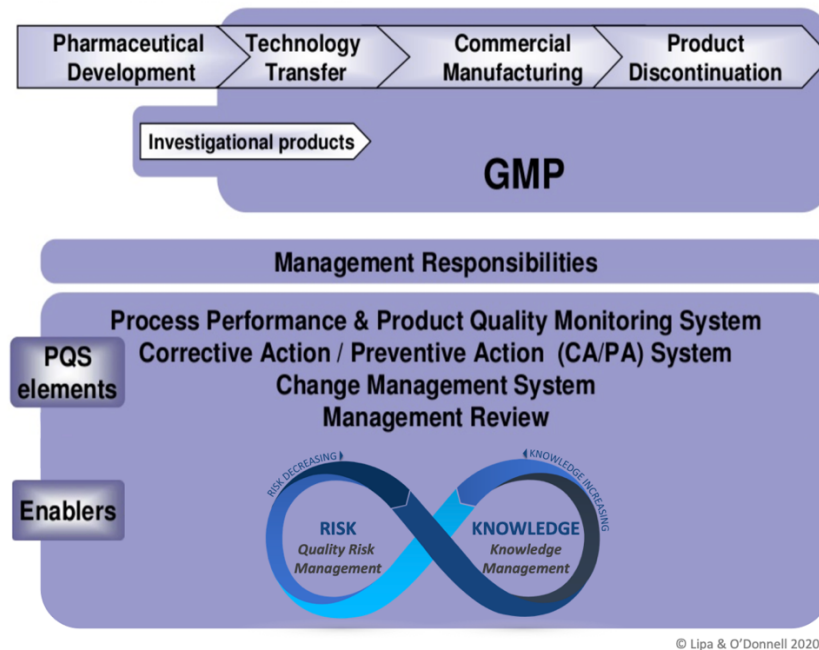 Pharmaceutical
Development
Technology
Transfer
Commercial
Manufacturing
Product
Discontinuation
Investigational products
GMP
Management Responsibilities
Process Performance & Product Quality Monitoring System
Corrective Action / Preventive Action (CA/PA) System
Change Management System
Management Review
PQS
elements
Enablers
RISK DECREASING
RISK
Quality Risk
Management
KNOWLEDGE INCREASING
KNOWLEDGE
Knowledge
Management
© Lipa & O'Donnell 2020